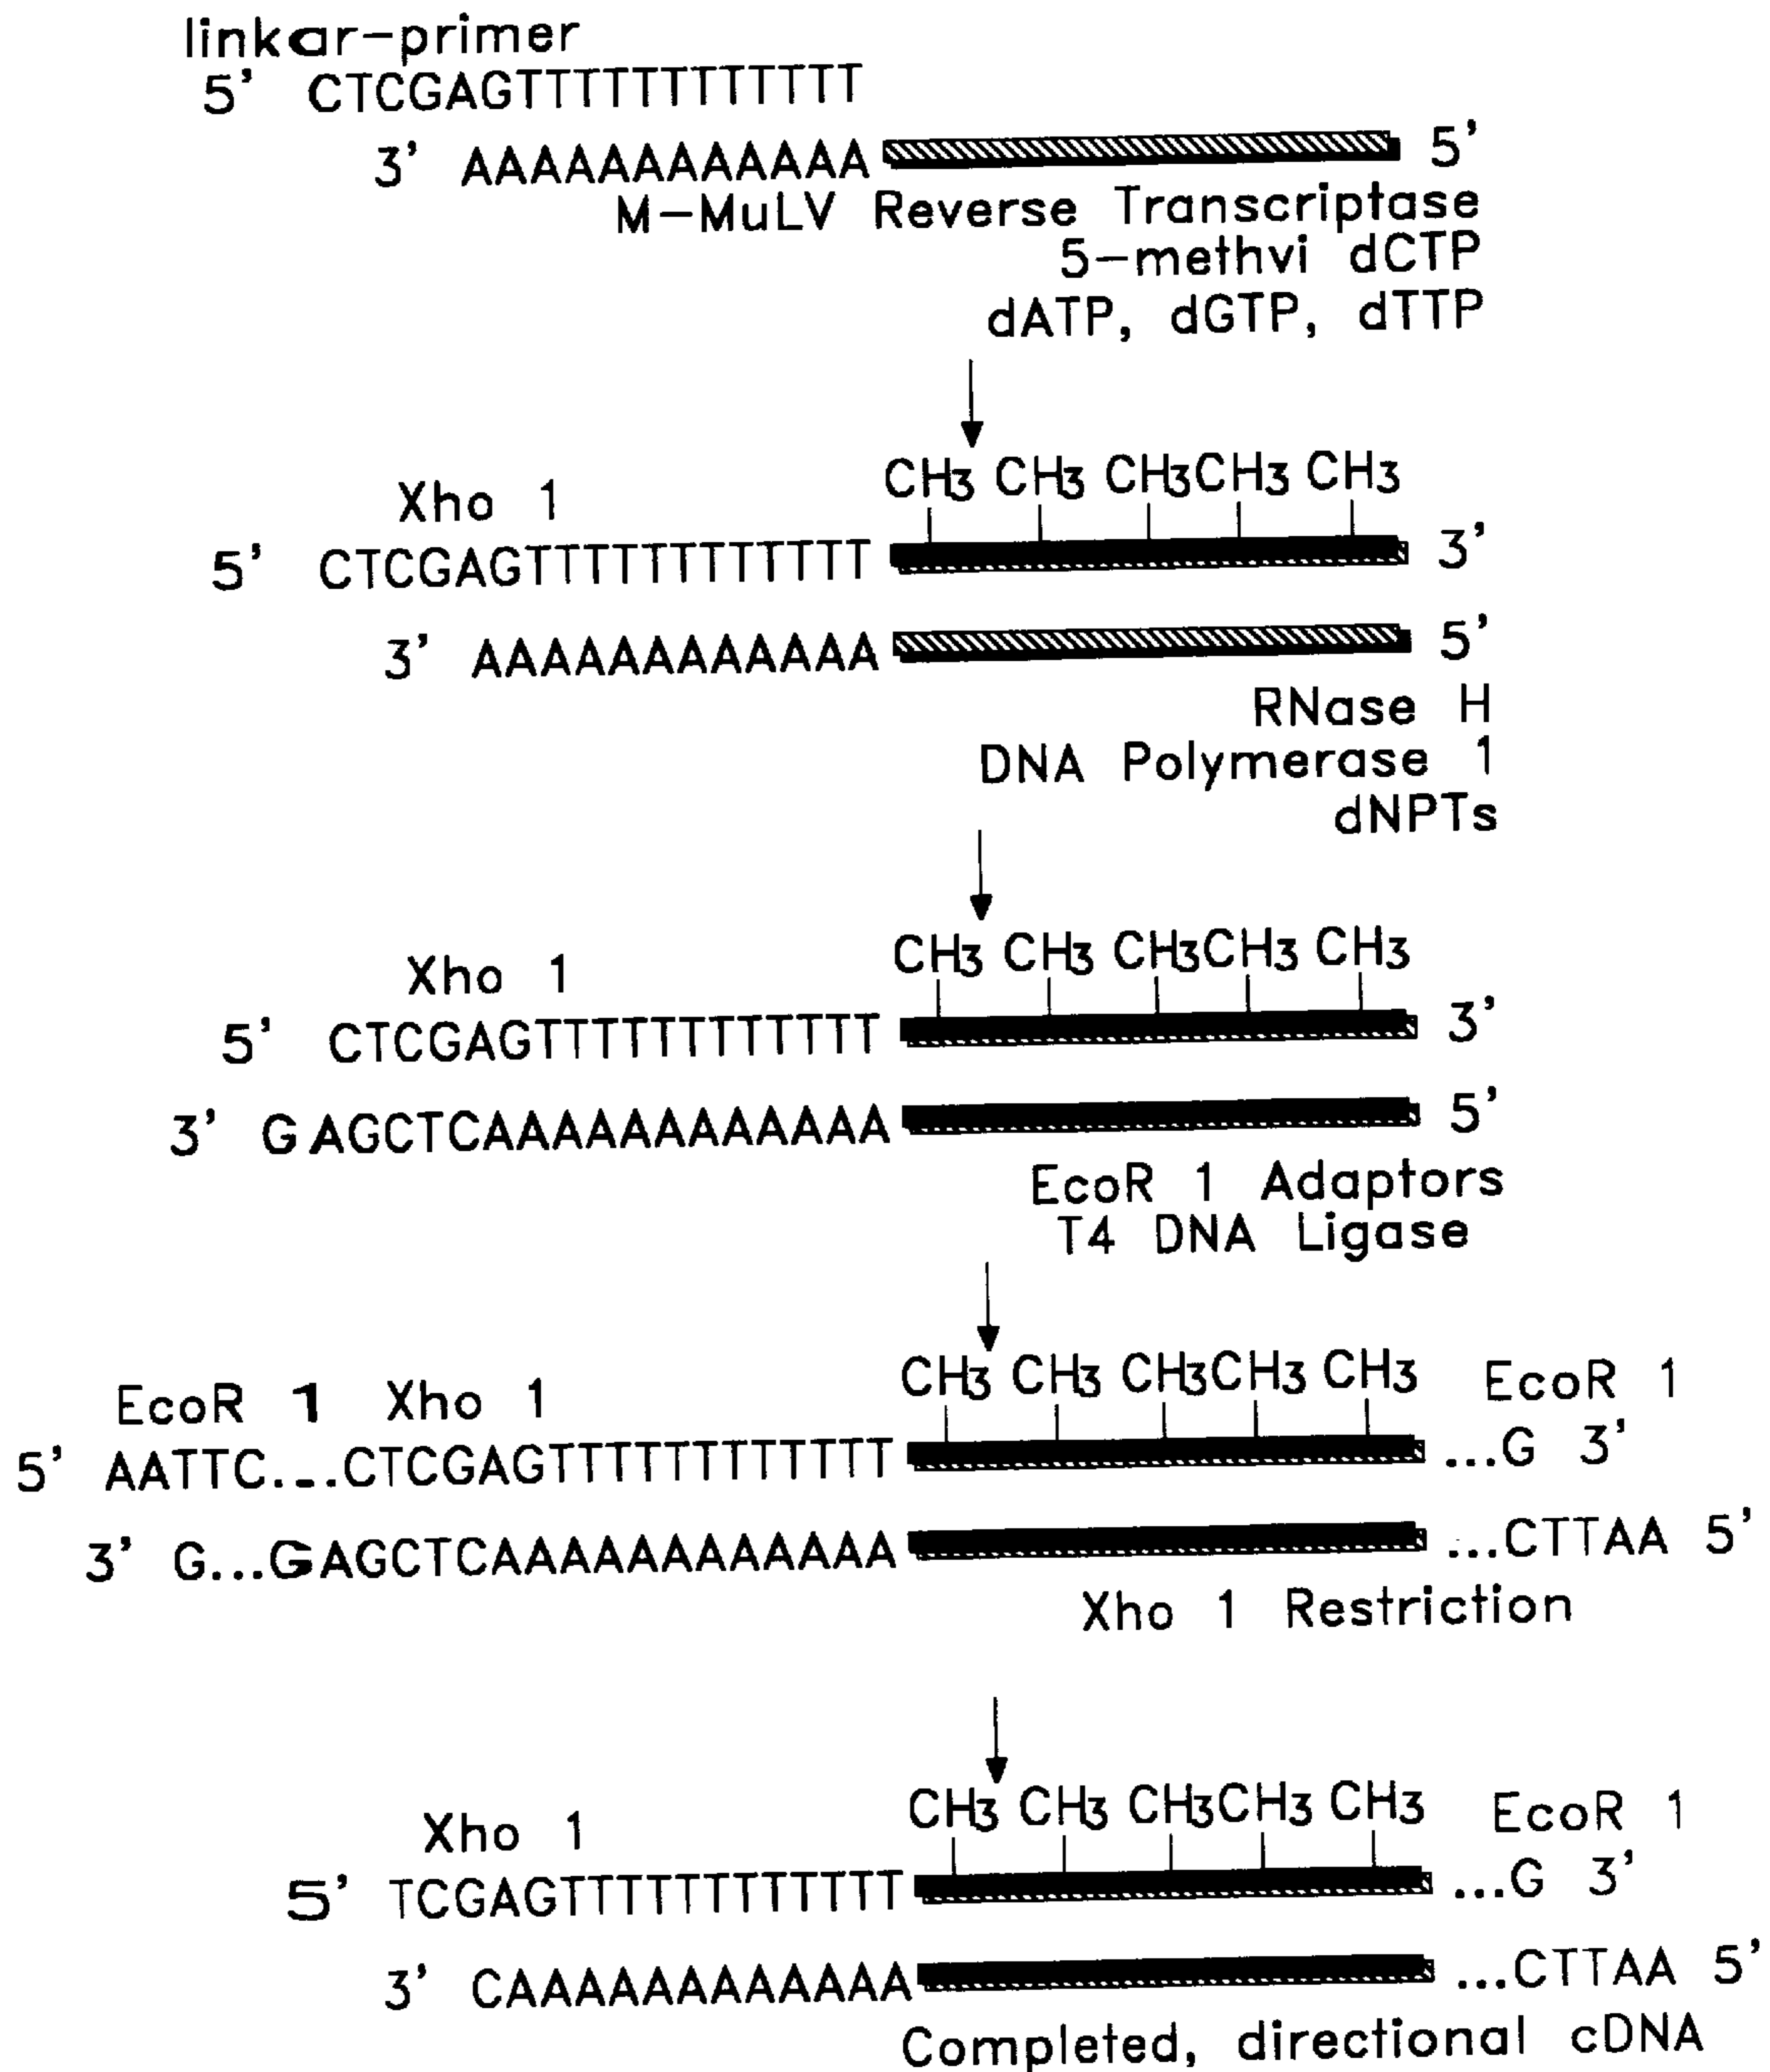 linkar-primer
5' CTCGAGTTTTTTTTTTTT
3' AAAAAAAAAAAA 5'
M-MuLV Reverse Transcriptase
5-methvi dCTP
dATP, dGTP, dTTP
CH3 CH3 CH3CH3 CH3
Xho 1
5' CTCGAGTTTTTTTTTTTT 3'
3' AAAAAAAAAAAA 5'
RNase H
DNA Polymerase 1
dNPTs
CH3 CH3 CH3CH3 CH3
Xho 1
5' CTCGAGTTTTTTTTTTTT 3'
3' GAGCTCAAAAAAAAAAAA 5'
EcoR 1 Adaptors
T4 DNA Ligase
CH3 CH3 CH3CH3 CH3
EcoR 1 Xho 1 EcoR 1
5' AATTC...CTCGAGTTTTTTTTTTTT ...G 3'
3' G...GAGCTCAAAAAAAAAAAA ...CTTAA 5'
Xho 1 Restriction
CH3 CH3 CH3CH3 CH3
Xho 1 EcoR 1
5' TCGAGTTTTTTTTTTTT ...G 3'
3' CAAAAAAAAAAAA ...CTTAA 5'
Completed, directional cDNA